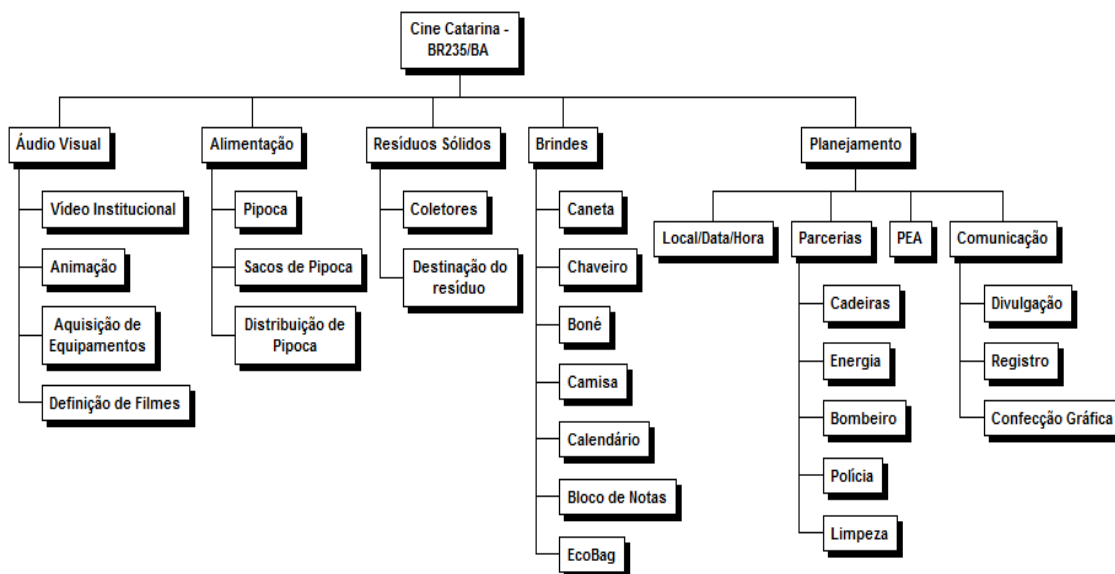 Cine Catarina -
BR235/BA
Áudio Visual
Vídeo Institucional
Animação
Aquisição de
Equipamentos
Definição de Filmes
Alimentação
Pipoca
Sacos de Pipoca
Distribuição de
Pipoca
Resíduos Sólidos
Coletores
Destinação do
resíduo
Brindes
Caneta
Chaveiro
Boné
Camisa
Calendário
Bloco de Notas
EcoBag
Planejamento
Local/Data/Hora
Parcerias
Cadeiras
Energia
Bombeiro
Polícia
Limpeza
PEA
Comunicação
Divulgação
Registro
Confecção Gráfica